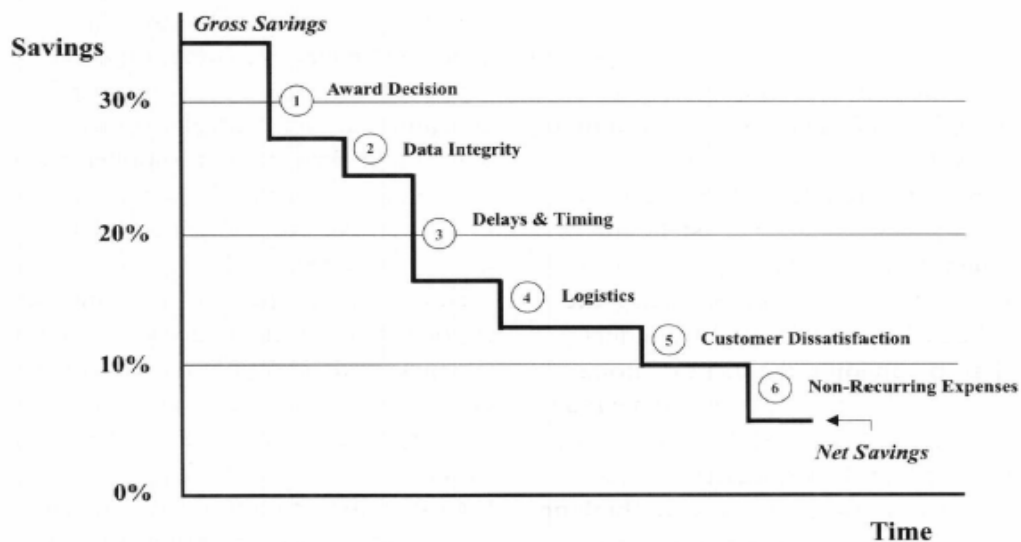 Gross Savings
Savings
30%
1 Award Decision
2 Data Integrity
20%
3 Delays & Timing
4 Logistics
10%
5 Customer Dissatisfaction
6 Non-Recurring Expenses
Net Savings
0%
Time